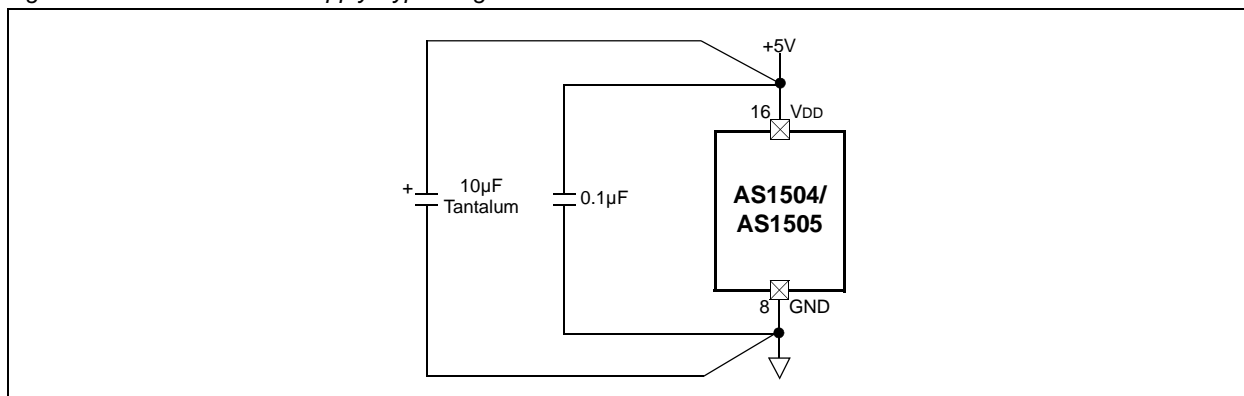 +5V
16 VDD
+ 10µF
Tantalum
0.1µF
AS1504/
AS1505
8 GND